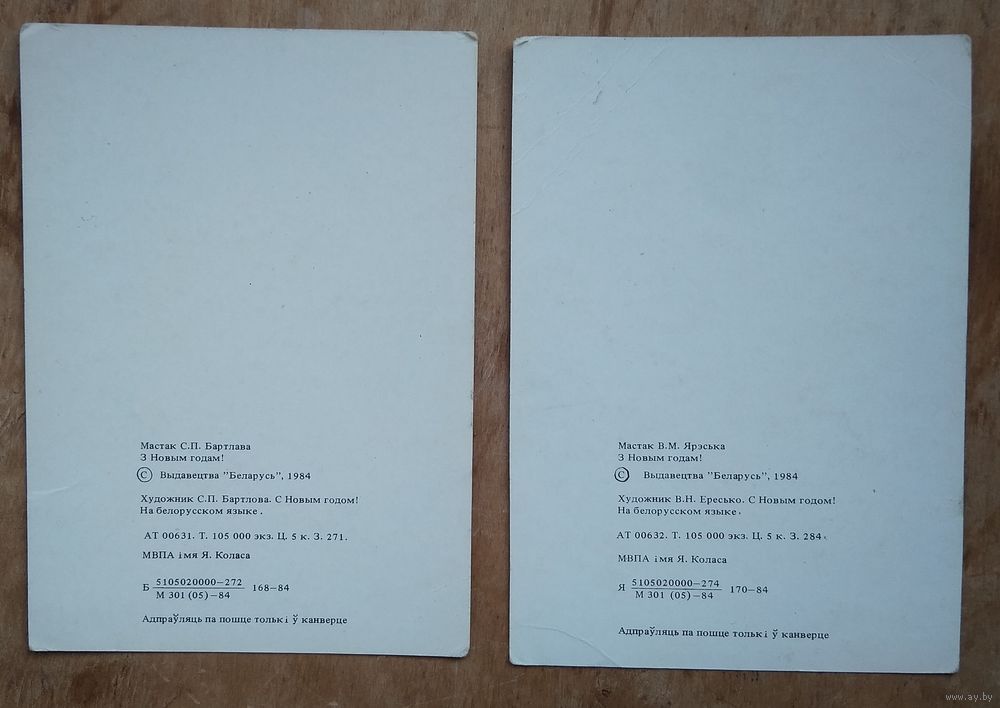 Мастак С.П. Бартлава
З Новым годам!
© Выдавецтва "Беларусь", 1984
Художник С.П. Бартлова. С Новым годом!
На белорусском языке.
АТ 00631. Т. 105 000 экз. Ц. 5 к. З. 271.
МВПА імя Я. Коласа
Б 5105020000—272
М 301 (05)—84 168—84
Адпраўляць па пошце толькі ў канверце
Мастак В.М. Ярэська
З Новым годам!
© Выдавецтва "Беларусь", 1984
Художник В.Н. Ересько. С Новым годом!
На белорусском языке.
АТ 00632. Т. 105 000 экз. Ц. 5 к. З. 284.
МВПА імя Я. Коласа
Я 5105020000—274
М 301 (05)—84 170—84
Адпраўляць па пошце толькі ў канверце
www.ay.by